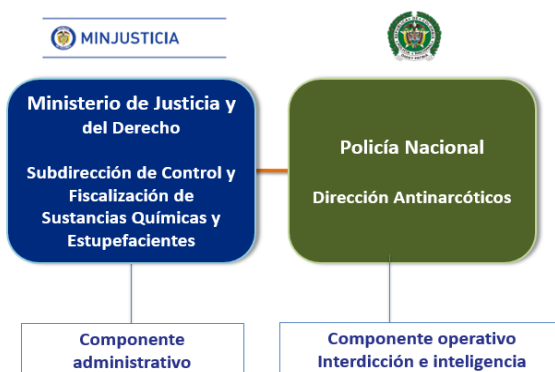 MINJUSTICIA
Ministerio de Justicia y
del Derecho
Subdirección de Control y
Fiscalización de
Sustancias Químicas y
Estupefacientes
Policía Nacional
Dirección Antinarcóticos
Componente
administrativo
Componente operativo
Interdicción e inteligencia